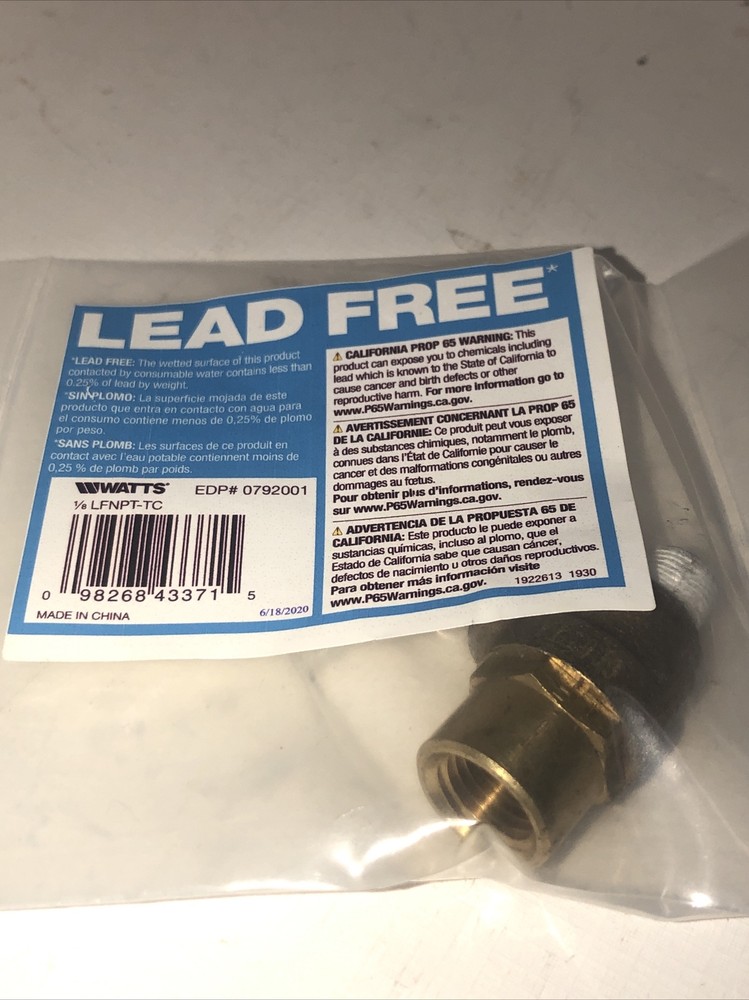 LEAD FREE*
*LEAD FREE: The wetted surface of this product
contacted by consumable water contains less than
0.25% of lead by weight.
*SIN PLOMO: La superficie mojada de este
producto que entra en contacto con agua para
el consumo contiene menos de 0,25% de plomo
por peso.
*SANS PLOMB: Les surfaces de ce produit en
contact avec l'eau potable contiennent moins de
0,25 % de plomb par poids.
WATTS® EDP# 0792001
⅛ LFNPT-TC
0 98268 43371 5
MADE IN CHINA 6/18/2020
⚠ CALIFORNIA PROP 65 WARNING: This
product can expose you to chemicals including
lead which is known to the State of California to
cause cancer and birth defects or other
reproductive harm. For more information go to
www.P65Warnings.ca.gov.
⚠ AVERTISSEMENT CONCERNANT LA PROP 65
DE LA CALIFORNIE: Ce produit peut vous exposer
à des substances chimiques, notamment le plomb,
connues dans l'État de Californie pour causer le
cancer et des malformations congénitales ou autres
dommages au fœtus.
Pour obtenir plus d'informations, rendez-vous
sur www.P65Warnings.ca.gov.
⚠ ADVERTENCIA DE LA PROPUESTA 65 DE
CALIFORNIA: Este producto le puede exponer a
sustancias químicas, incluso al plomo, que el
Estado de California sabe que causan cáncer,
defectos de nacimiento u otros daños reproductivos.
Para obtener más información visite
www.P65Warnings.ca.gov. 1922613 1930